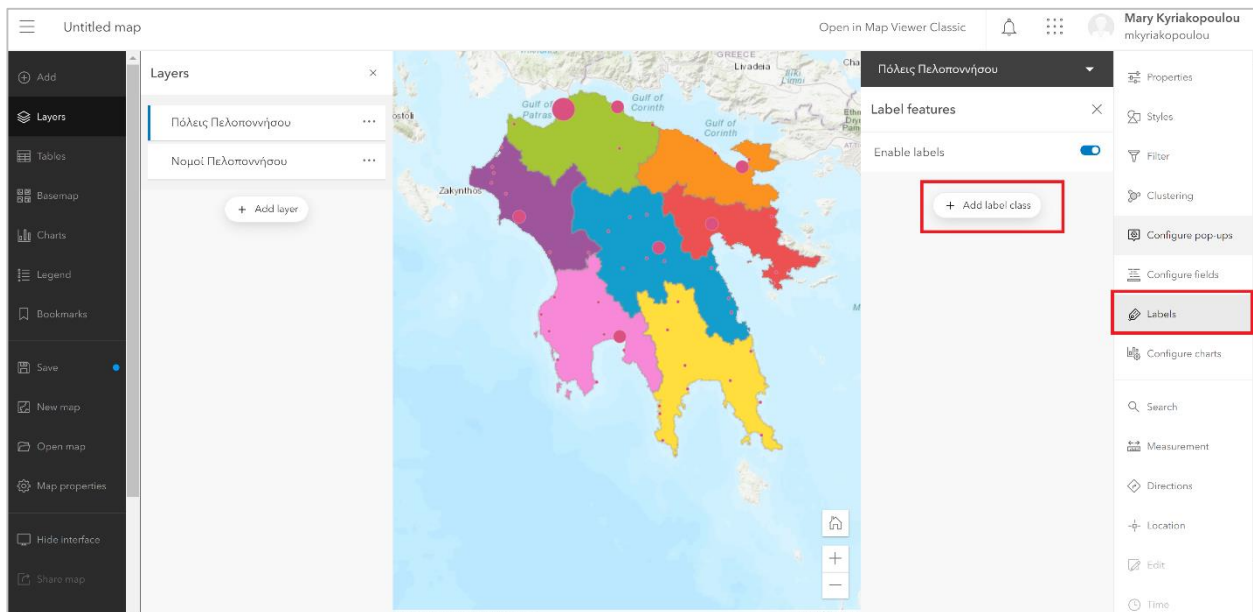 Untitled map
Open in Map Viewer Classic
Mary Kyriakopoulou
mkyriakopoulou
Add
Layers
Tables
Basemap
Charts
Legend
Bookmarks
Save
New map
Open map
Map properties
Hide interface
Share map
Layers
Πόλεις Πελοποννήσου
Νομοί Πελοποννήσου
+ Add layer
GREECE
Livadeia
Gulf of
Patras
Gulf of
Corinth
Gulf of
Corinth
Zakynthos
Πόλεις Πελοποννήσου
Label features
Enable labels
+ Add label class
Properties
Styles
Filter
Clustering
Configure pop-ups
Configure fields
Labels
Configure charts
Search
Measurement
Directions
Location
Edit
Time